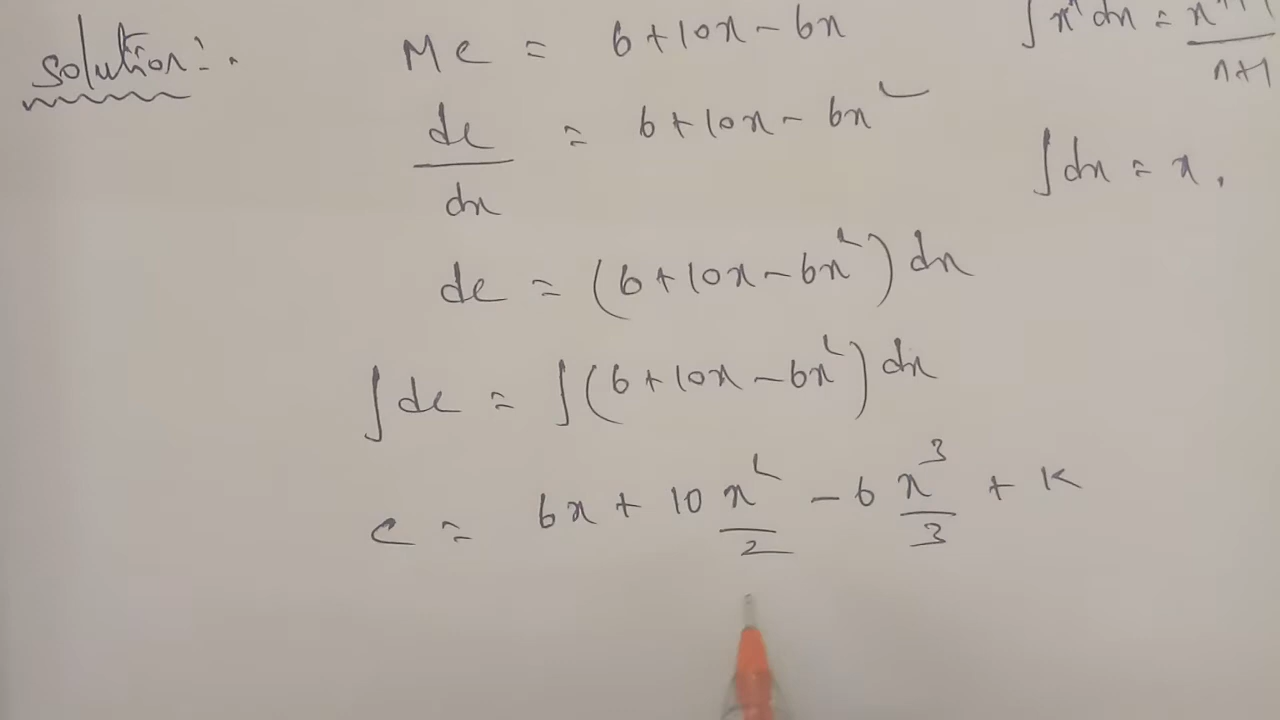 Solution:.
MC = 6+10x-6x
dc/dx = 6+10x-6x²
dc = (6+10x-6x²) dx
∫dc = ∫(6+10x-6x²) dx
c = 6x + 10 x²/2 - 6 x³/3 + K
∫xⁿ dx = xⁿ⁺¹/n+1
∫dx = x.